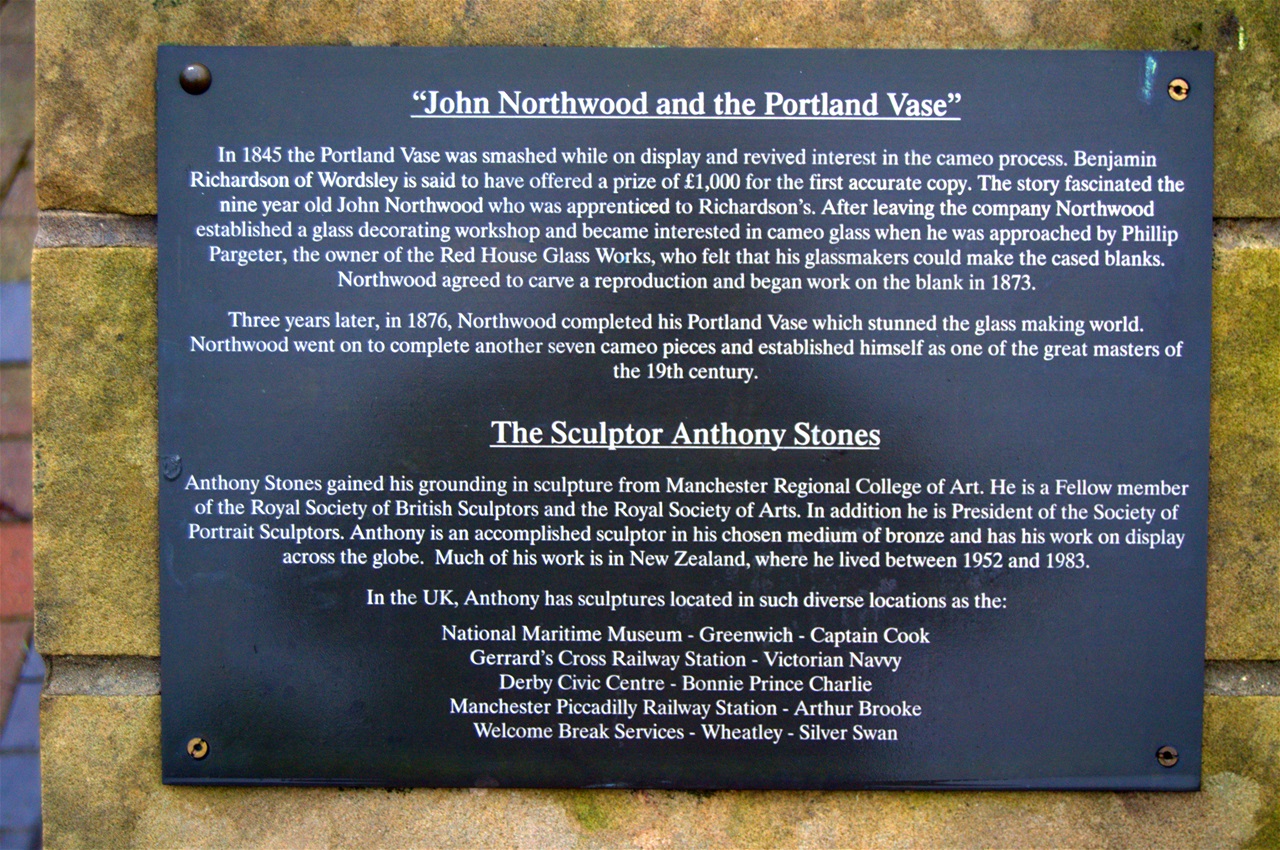 “John Northwood and the Portland Vase”
In 1845 the Portland Vase was smashed while on display and revived interest in the cameo process. Benjamin
Richardson of Wordsley is said to have offered a prize of £1,000 for the first accurate copy. The story fascinated the
nine year old John Northwood who was apprenticed to Richardson's. After leaving the company Northwood
established a glass decorating workshop and became interested in cameo glass when he was approached by Phillip
Pargeter, the owner of the Red House Glass Works, who felt that his glassmakers could make the cased blanks.
Northwood agreed to carve a reproduction and began work on the blank in 1873.
Three years later, in 1876, Northwood completed his Portland Vase which stunned the glass making world.
Northwood went on to complete another seven cameo pieces and established himself as one of the great masters of
the 19th century.
The Sculptor Anthony Stones
Anthony Stones gained his grounding in sculpture from Manchester Regional College of Art. He is a Fellow member
of the Royal Society of British Sculptors and the Royal Society of Arts. In addition he is President of the Society of
Portrait Sculptors. Anthony is an accomplished sculptor in his chosen medium of bronze and has his work on display
across the globe. Much of his work is in New Zealand, where he lived between 1952 and 1983.
In the UK, Anthony has sculptures located in such diverse locations as the:
National Maritime Museum - Greenwich - Captain Cook
Gerrard's Cross Railway Station - Victorian Navvy
Derby Civic Centre - Bonnie Prince Charlie
Manchester Piccadilly Railway Station - Arthur Brooke
Welcome Break Services - Wheatley - Silver Swan